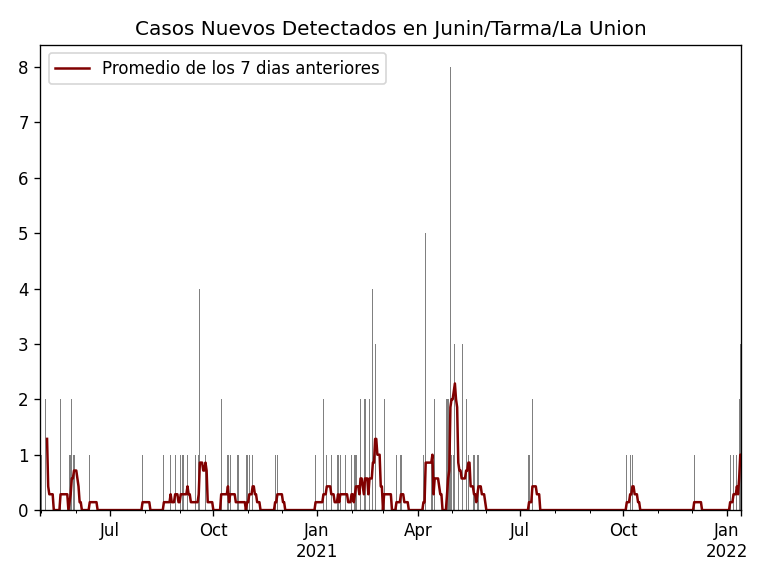 Casos Nuevos Detectados en Junin/Tarma/La Union
Promedio de los 7 dias anteriores
8
7
6
5
4
3
2
1
0
Jul
Oct
Jan
2021
Apr
Jul
Oct
Jan
2022